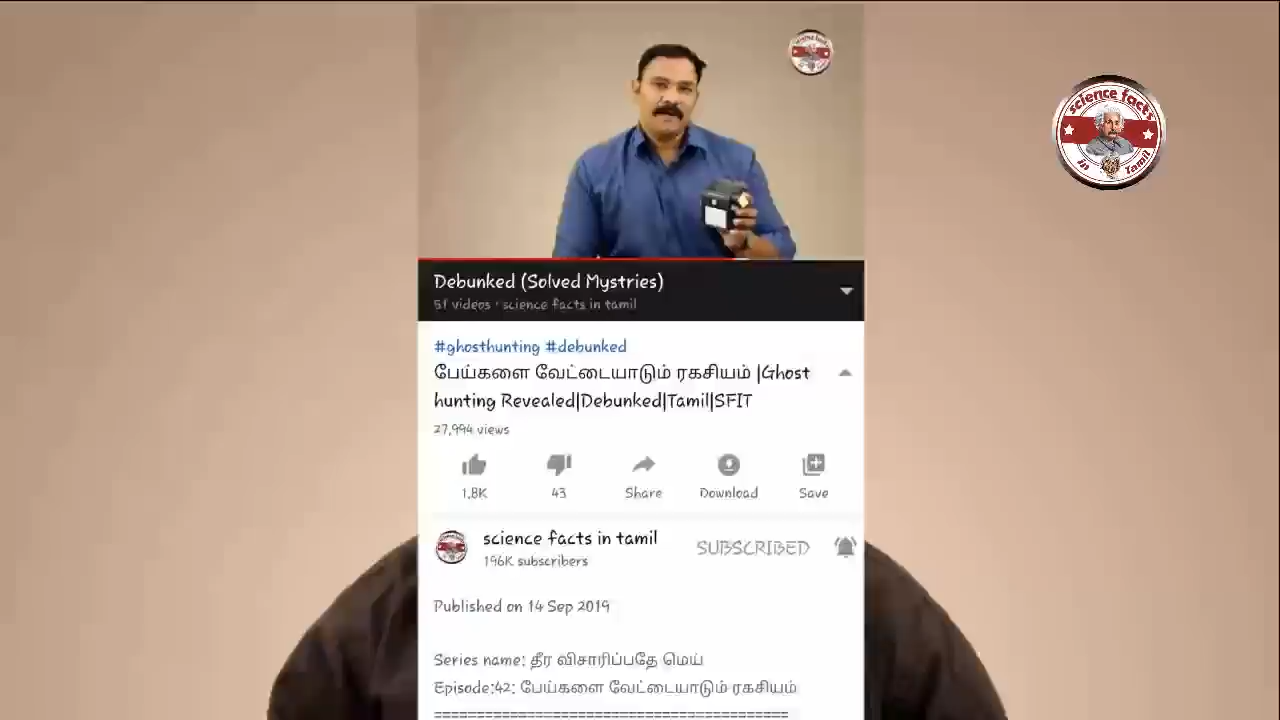 science facts
in Tamil
Debunked (Solved Mystries)
51 videos · science facts in tamil
#ghosthunting #debunked
பேய்களை வேட்டையாடும் ரகசியம் |Ghost
hunting Revealed|Debunked|Tamil|SFIT
27,994 views
1.8K 43 Share Download Save
science facts in tamil
196K subscribers
SUBSCRIBED
Published on 14 Sep 2019
Series name: தீர விசாரிப்பதே மெய்
Episode:42: பேய்களை வேட்டையாடும் ரகசியம்
=======================================